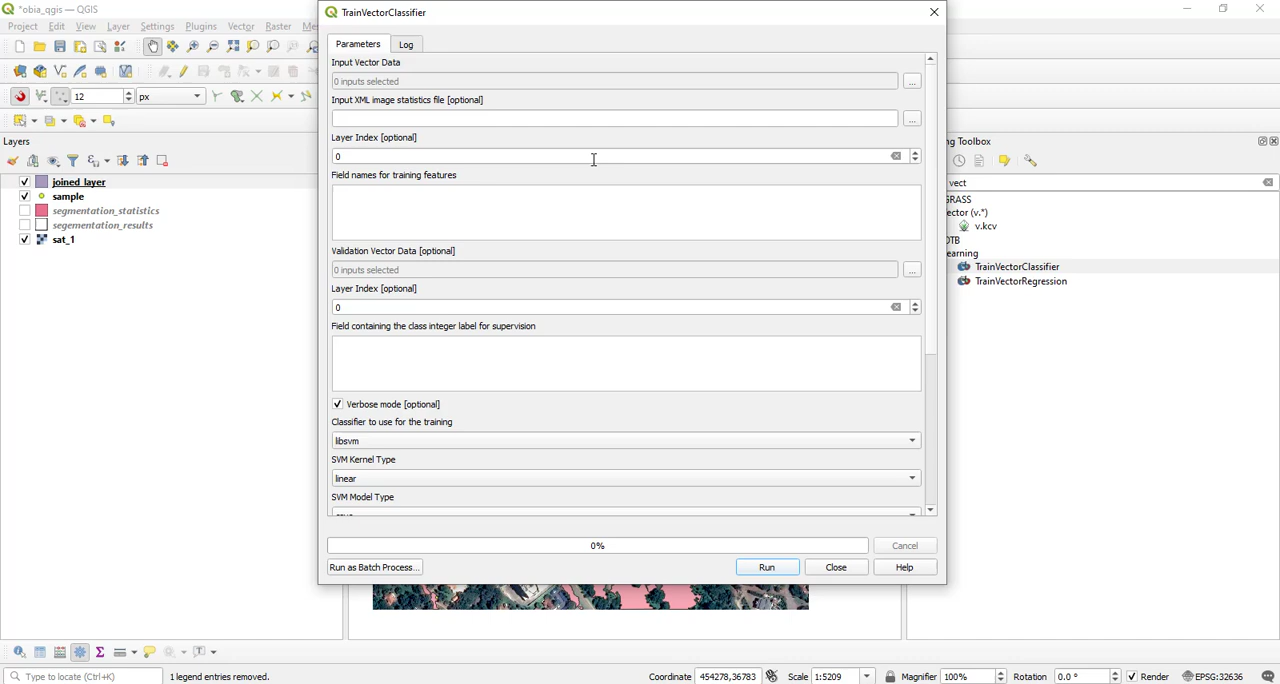 *obia_qgis — QGIS
Project Edit View Layer Settings Plugins Vector Raster
TrainVectorClassifier
Parameters Log
Input Vector Data
0 inputs selected
...
Input XML image statistics file [optional]
...
Layer Index [optional]
0
Field names for training features
Validation Vector Data [optional]
0 inputs selected
...
Layer Index [optional]
0
Field containing the class integer label for supervision
Verbose mode [optional]
Classifier to use for the training
libsvm
SVM Kernel Type
linear
SVM Model Type
0%
Cancel
Run as Batch Process...
Run
Close
Help
12 px
Layers
joined_layer
sample
segmentation_statistics
segementation_results
sat_1
ng Toolbox
vect
GRASS
ector (v.*)
v.kcv
OTB
earning
TrainVectorClassifier
TrainVectorRegression
Type to locate (Ctrl+K)
1 legend entries removed.
Coordinate 454278,36783
Scale 1:5209
Magnifier 100%
Rotation 0.0 °
Render
EPSG:32636